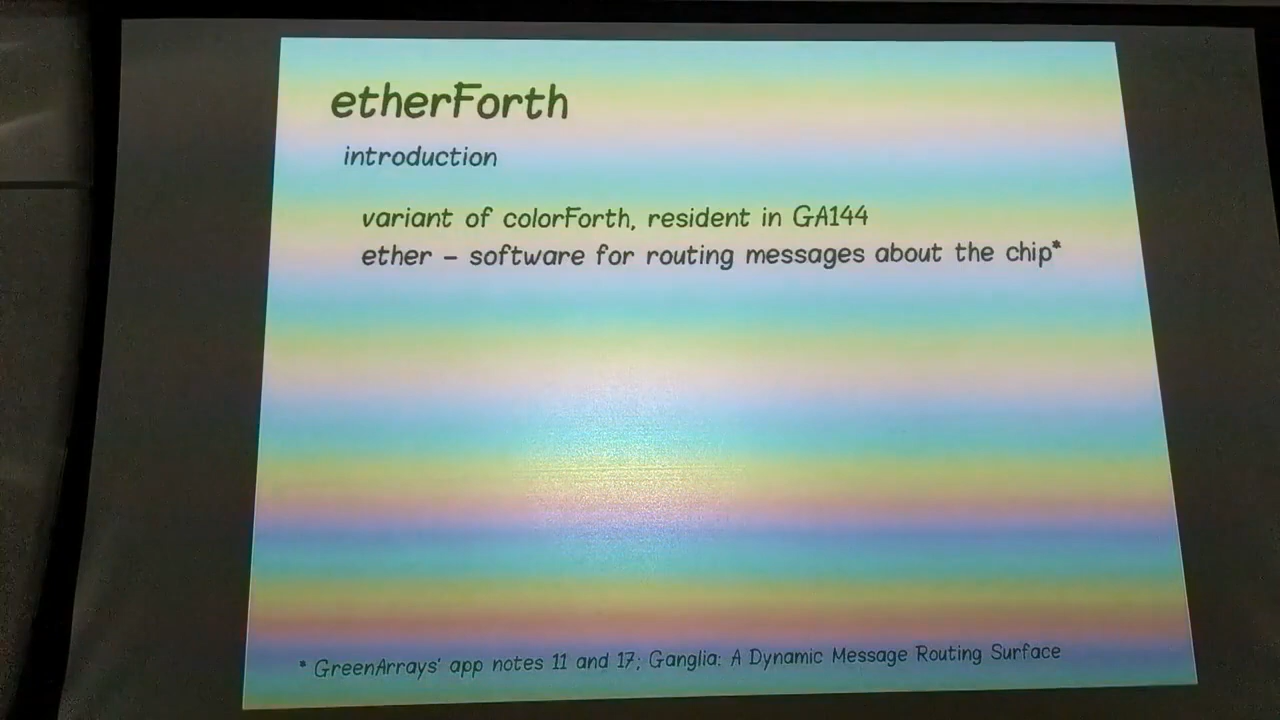 etherForth
introduction
variant of colorForth, resident in GA144
ether – software for routing messages about the chip*
* GreenArrays' app notes 11 and 17; Ganglia: A Dynamic Message Routing Surface